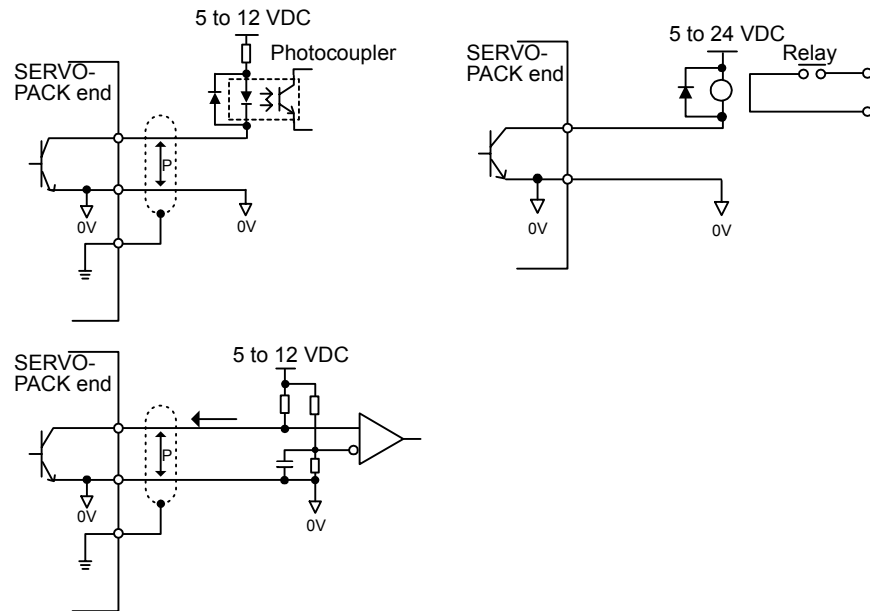 5 to 12 VDC
Photocoupler
SERVO-
PACK end
P
0V
0V
5 to 24 VDC
Relay
SERVO-
PACK end
0V
0V
5 to 12 VDC
SERVO-
PACK end
P
0V
0V